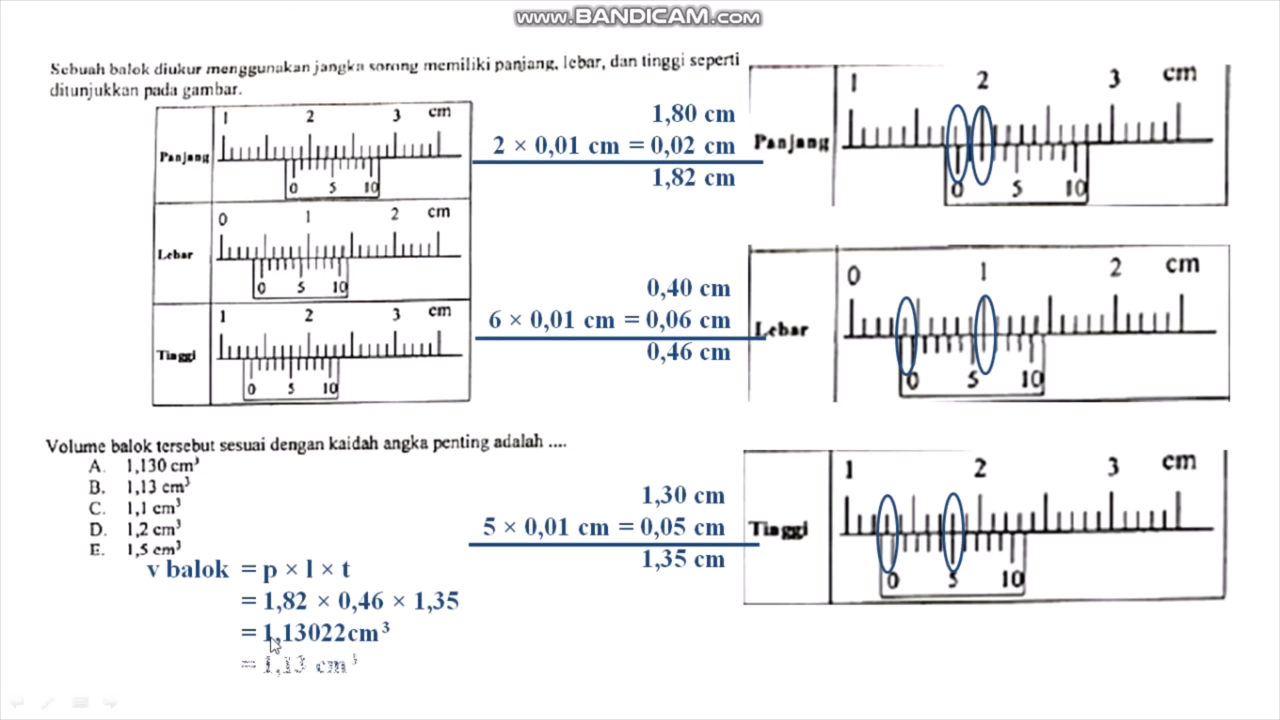 www.BANDICAM.com
Sebuah balok diukur menggunakan jangka sorong memiliki panjang, lebar, dan tinggi seperti
ditunjukkan pada gambar.
1 2 3 cm
Panjang
0 5 10
0 1 2 cm
Lebar
0 5 10
1 2 3 cm
Tinggi
0 5 10
1,80 cm
2 × 0,01 cm = 0,02 cm
1,82 cm
1 2 3 cm
Panjang
0 5 10
0,40 cm
6 × 0,01 cm = 0,06 cm
0,46 cm
0 1 2 cm
Lebar
0 5 10
1,30 cm
5 × 0,01 cm = 0,05 cm
1,35 cm
1 2 3 cm
Tinggi
0 5 10
Volume balok tersebut sesuai dengan kaidah angka penting adalah ....
A. 1,130 cm³
B. 1,13 cm³
C. 1,1 cm³
D. 1,2 cm³
E. 1,5 cm³
v balok = p × l × t
= 1,82 × 0,46 × 1,35
= 1,13022cm³
= 1,13 cm³